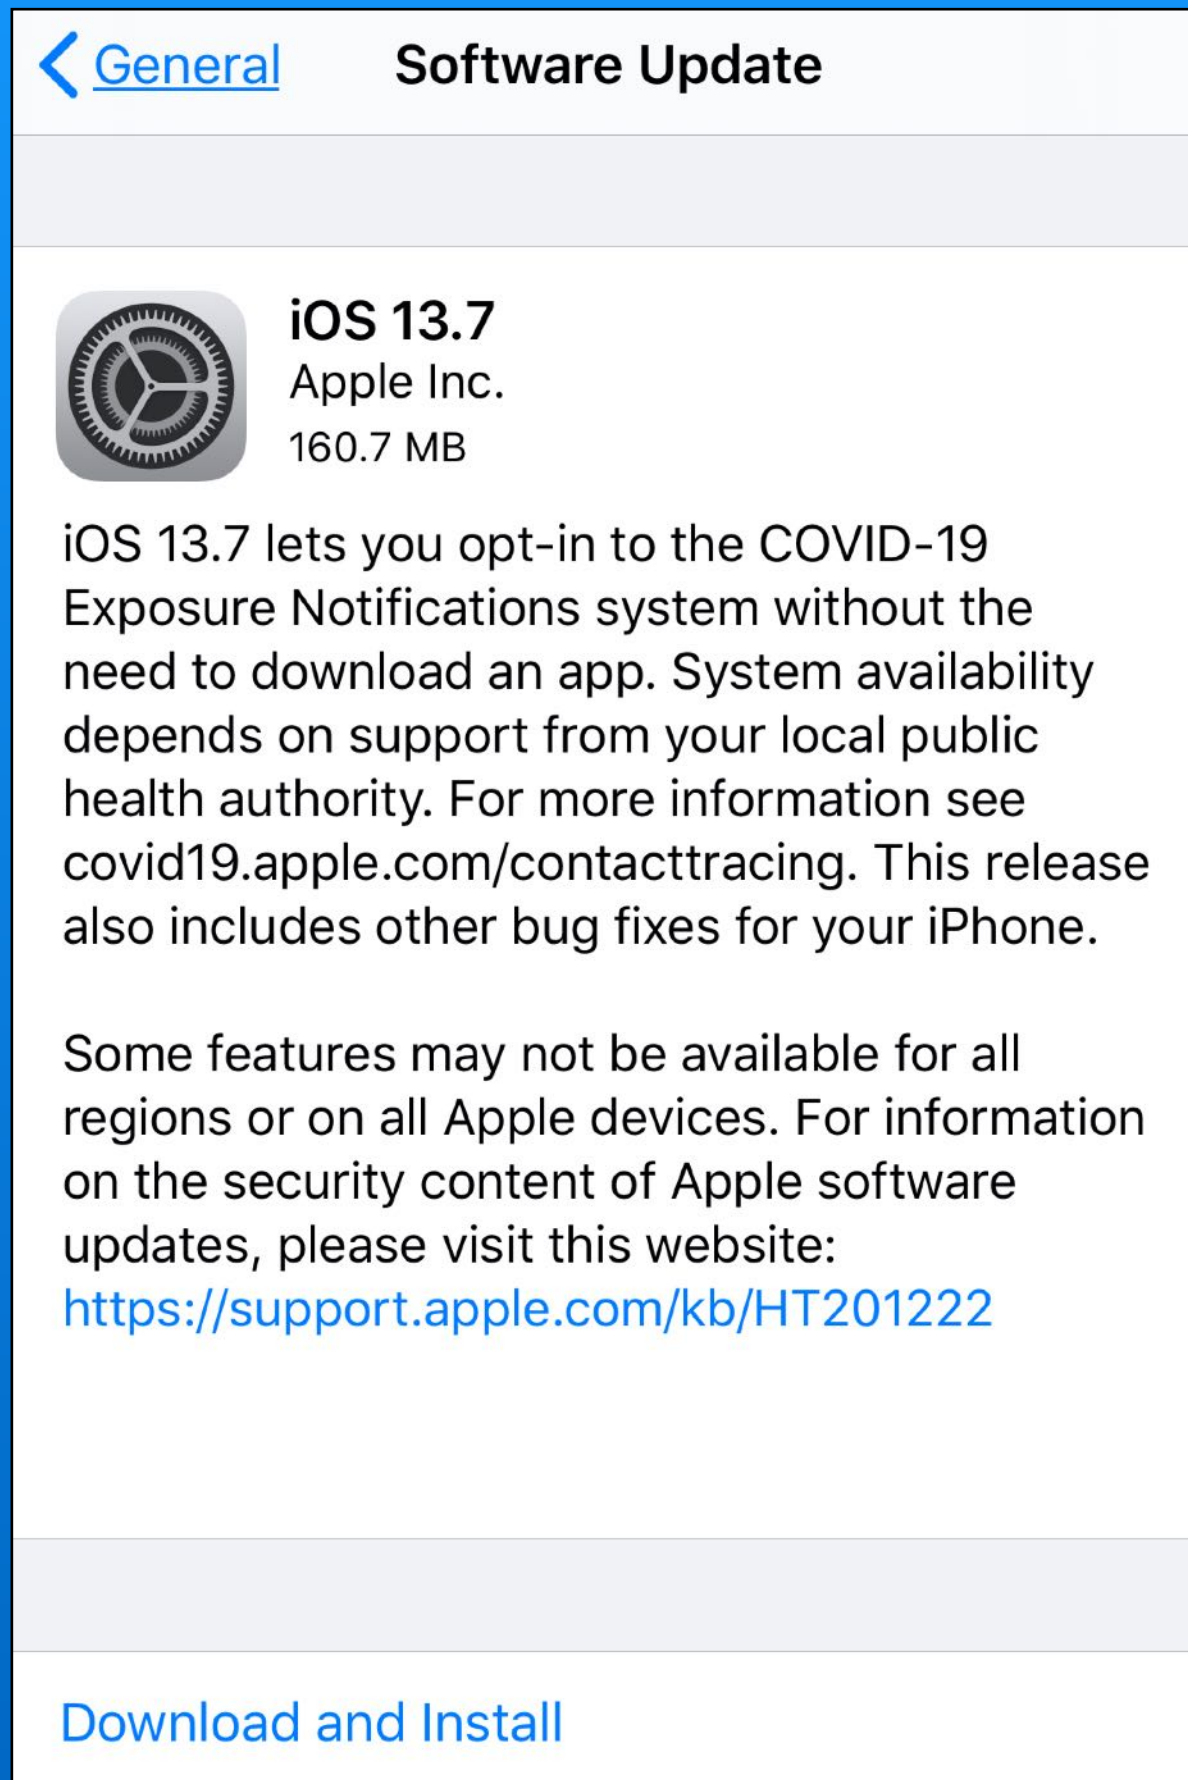 General
Software Update
iOS 13.7
Apple Inc.
160.7 MB
iOS 13.7 lets you opt-in to the COVID-19
Exposure Notifications system without the
need to download an app. System availability
depends on support from your local public
health authority. For more information see
covid19.apple.com/contacttracing. This release
also includes other bug fixes for your iPhone.
Some features may not be available for all
regions or on all Apple devices. For information
on the security content of Apple software
updates, please visit this website:
https://support.apple.com/kb/HT201222
Download and Install